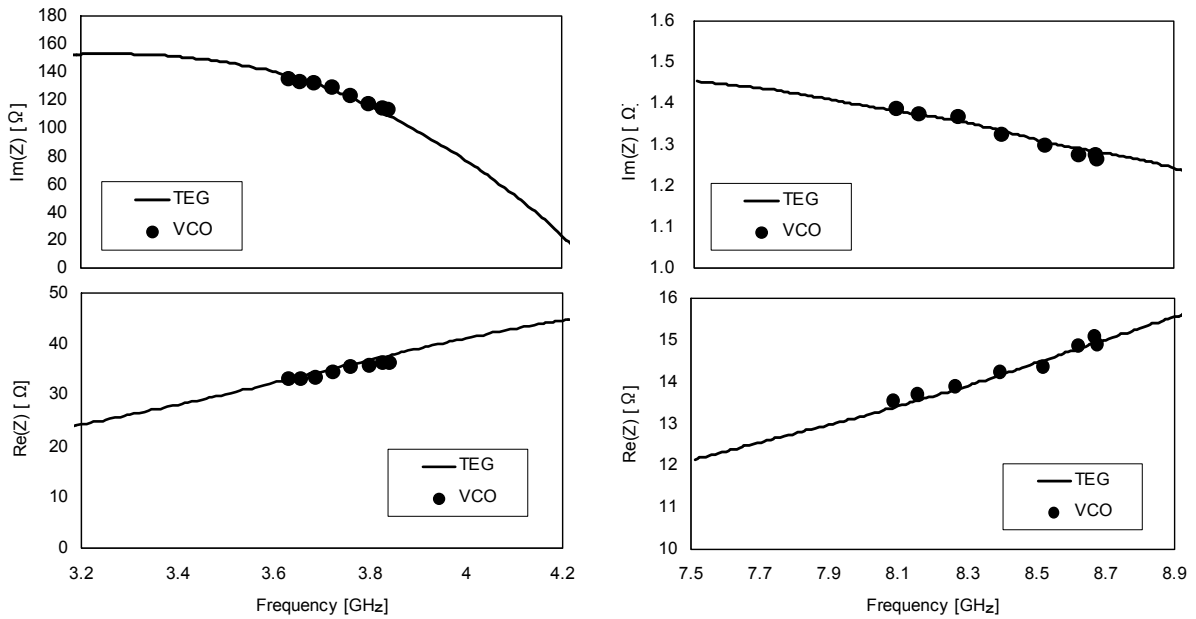 Im(Z) [ Ω]
180
160
140
120
100
80
60
40
20
0
TEG
VCO
Im(Z) [ Ω.
1.6
1.5
1.4
1.3
1.2
1.1
1.0
TEG
VCO
Re(Z) [ Ω]
50
40
30
20
10
0
TEG
VCO
3.2 3.4 3.6 3.8 4 4.2
Frequency [GHz]
Re(Z) [ Ω]
16
15
14
13
12
11
10
TEG
VCO
7.5 7.7 7.9 8.1 8.3 8.5 8.7 8.9
Frequency [GHz]